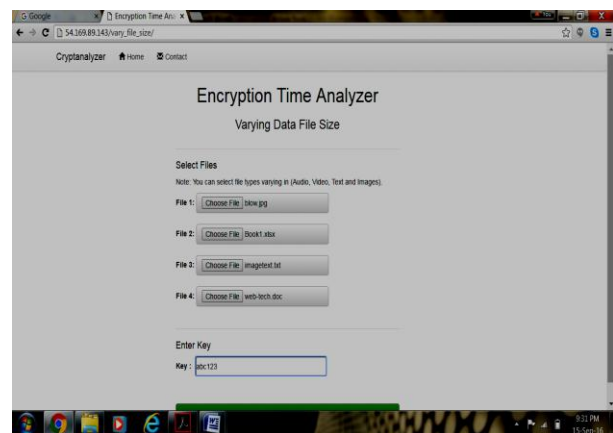 Google
Encryption Time Ana
54.169.89.143/vary_file_size/
Cryptanalyzer Home Contact
Encryption Time Analyzer
Varying Data File Size
Select Files
Note: You can select file types varying in (Audio, Video, Text and Images).
File 1: Choose File blow.jpg
File 2: Choose File Book1.xlsx
File 3: Choose File imagetext.txt
File 4: Choose File web-tech.doc
Enter Key
Key : abc123
9:31 PM
15-Sep-16